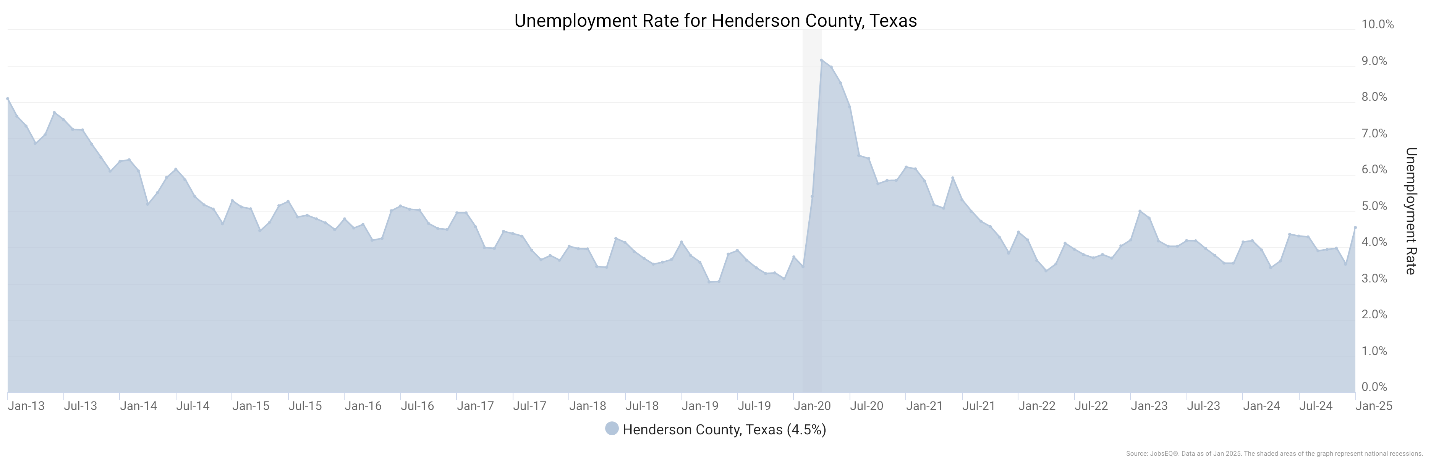 Unemployment Rate for Henderson County, Texas
10.0%
9.0%
8.0%
7.0%
6.0%
5.0%
4.0%
3.0%
2.0%
1.0%
0.0%
Unemployment Rate
Jan-13 Jul-13 Jan-14 Jul-14 Jan-15 Jul-15 Jan-16 Jul-16 Jan-17 Jul-17 Jan-18 Jul-18 Jan-19 Jul-19 Jan-20 Jul-20 Jan-21 Jul-21 Jan-22 Jul-22 Jan-23 Jul-23 Jan-24 Jul-24 Jan-25
Henderson County, Texas (4.5%)
Source: JobsEQ®. Data as of Jan 2025. The shaded areas of the graph represent national recessions.